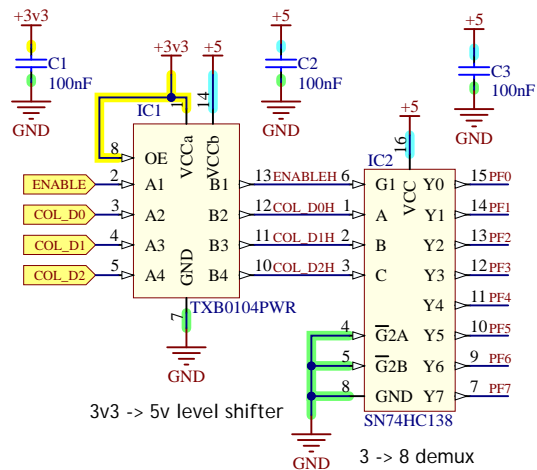 +3v3
C1
100nF
GND
+3v3
+5
+5
C2
100nF
GND
+5
C3
100nF
GND
+5
IC1
1
14
8
OE
VCCa
VCCb
ENABLE
2
A1
B1
13
ENABLEH
COL_D0
3
A2
B2
12
COL_D0H
COL_D1
4
A3
B3
11
COL_D1H
COL_D2
5
A4
B4
10
COL_D2H
GND
7
TXB0104PWR
GND
3v3 -> 5v level shifter
IC2
16
VCC
6
G1
Y0
15
PF0
1
A
Y1
14
PF1
2
B
Y2
13
PF2
3
C
Y3
12
PF3
Y4
11
PF4
4
G2A
Y5
10
PF5
5
G2B
Y6
9
PF6
8
GND
Y7
7
PF7
SN74HC138
GND
3 -> 8 demux